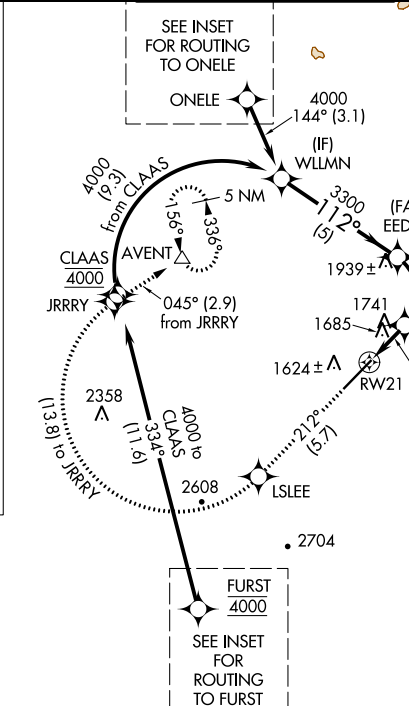 SEE INSET
FOR ROUTING
TO ONELE
ONELE
4000
144° (3.1)
(IF)
WLLMN
4000
(9.3)
from CLAAS
5 NM
3300
112°
(5)
(FA
EED
156°
336°
AVENT
CLAAS
4000
1939 ±
JRRRY
045° (2.9)
from JRRRY
1741
1685
1624 ±
RW21
2358
(13.8) to JRRRY
4000 to
CLAAS
334°
(11.6)
212°
(5.7)
LSLEE
2608
2704
FURST
4000
SEE INSET
FOR
ROUTING
TO FURST